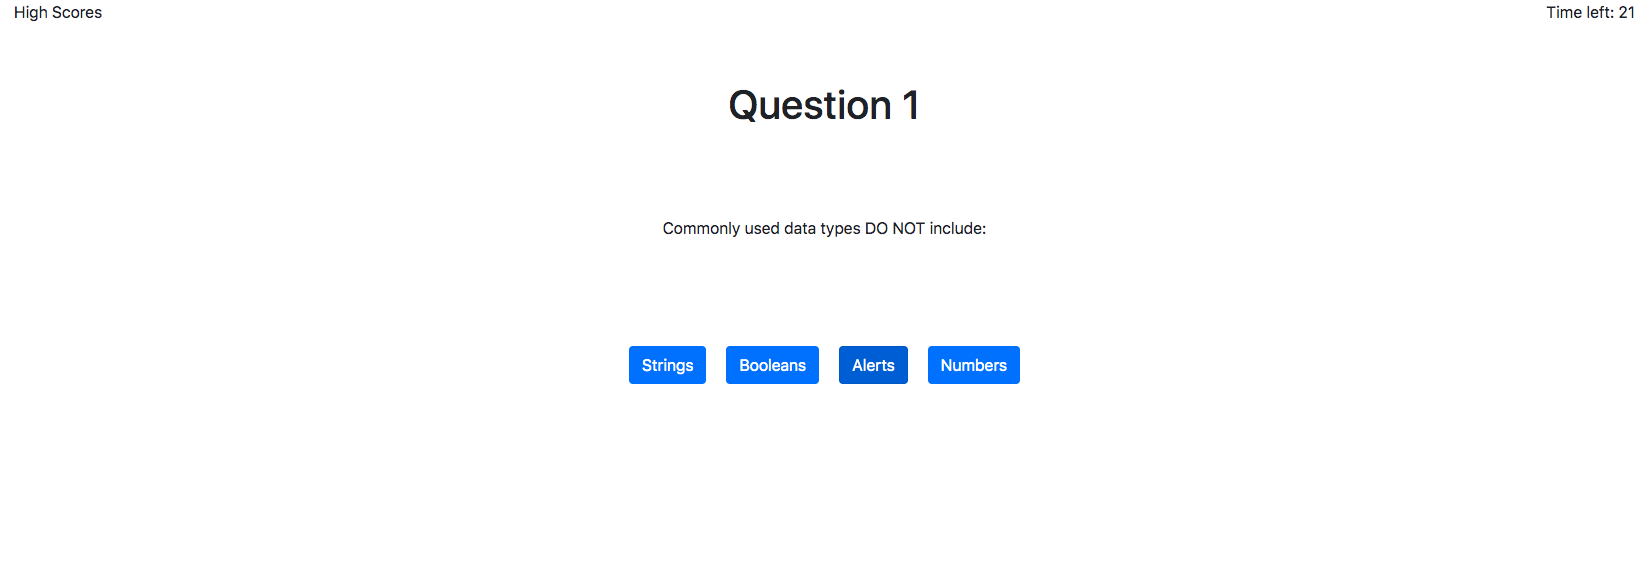 High Scores
Time left: 21
Question 1
Commonly used data types DO NOT include:
Strings
Booleans
Alerts
Numbers